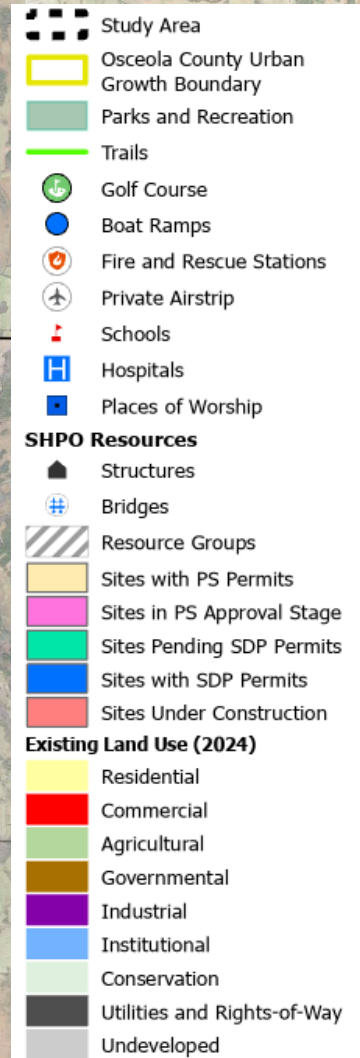 Study Area
Osceola County Urban
Growth Boundary
Parks and Recreation
Trails
Golf Course
Boat Ramps
Fire and Rescue Stations
Private Airstrip
Schools
H Hospitals
Places of Worship
SHPO Resources
Structures
Bridges
Resource Groups
Sites with PS Permits
Sites in PS Approval Stage
Sites Pending SDP Permits
Sites with SDP Permits
Sites Under Construction
Existing Land Use (2024)
Residential
Commercial
Agricultural
Governmental
Industrial
Institutional
Conservation
Utilities and Rights-of-Way
Undeveloped